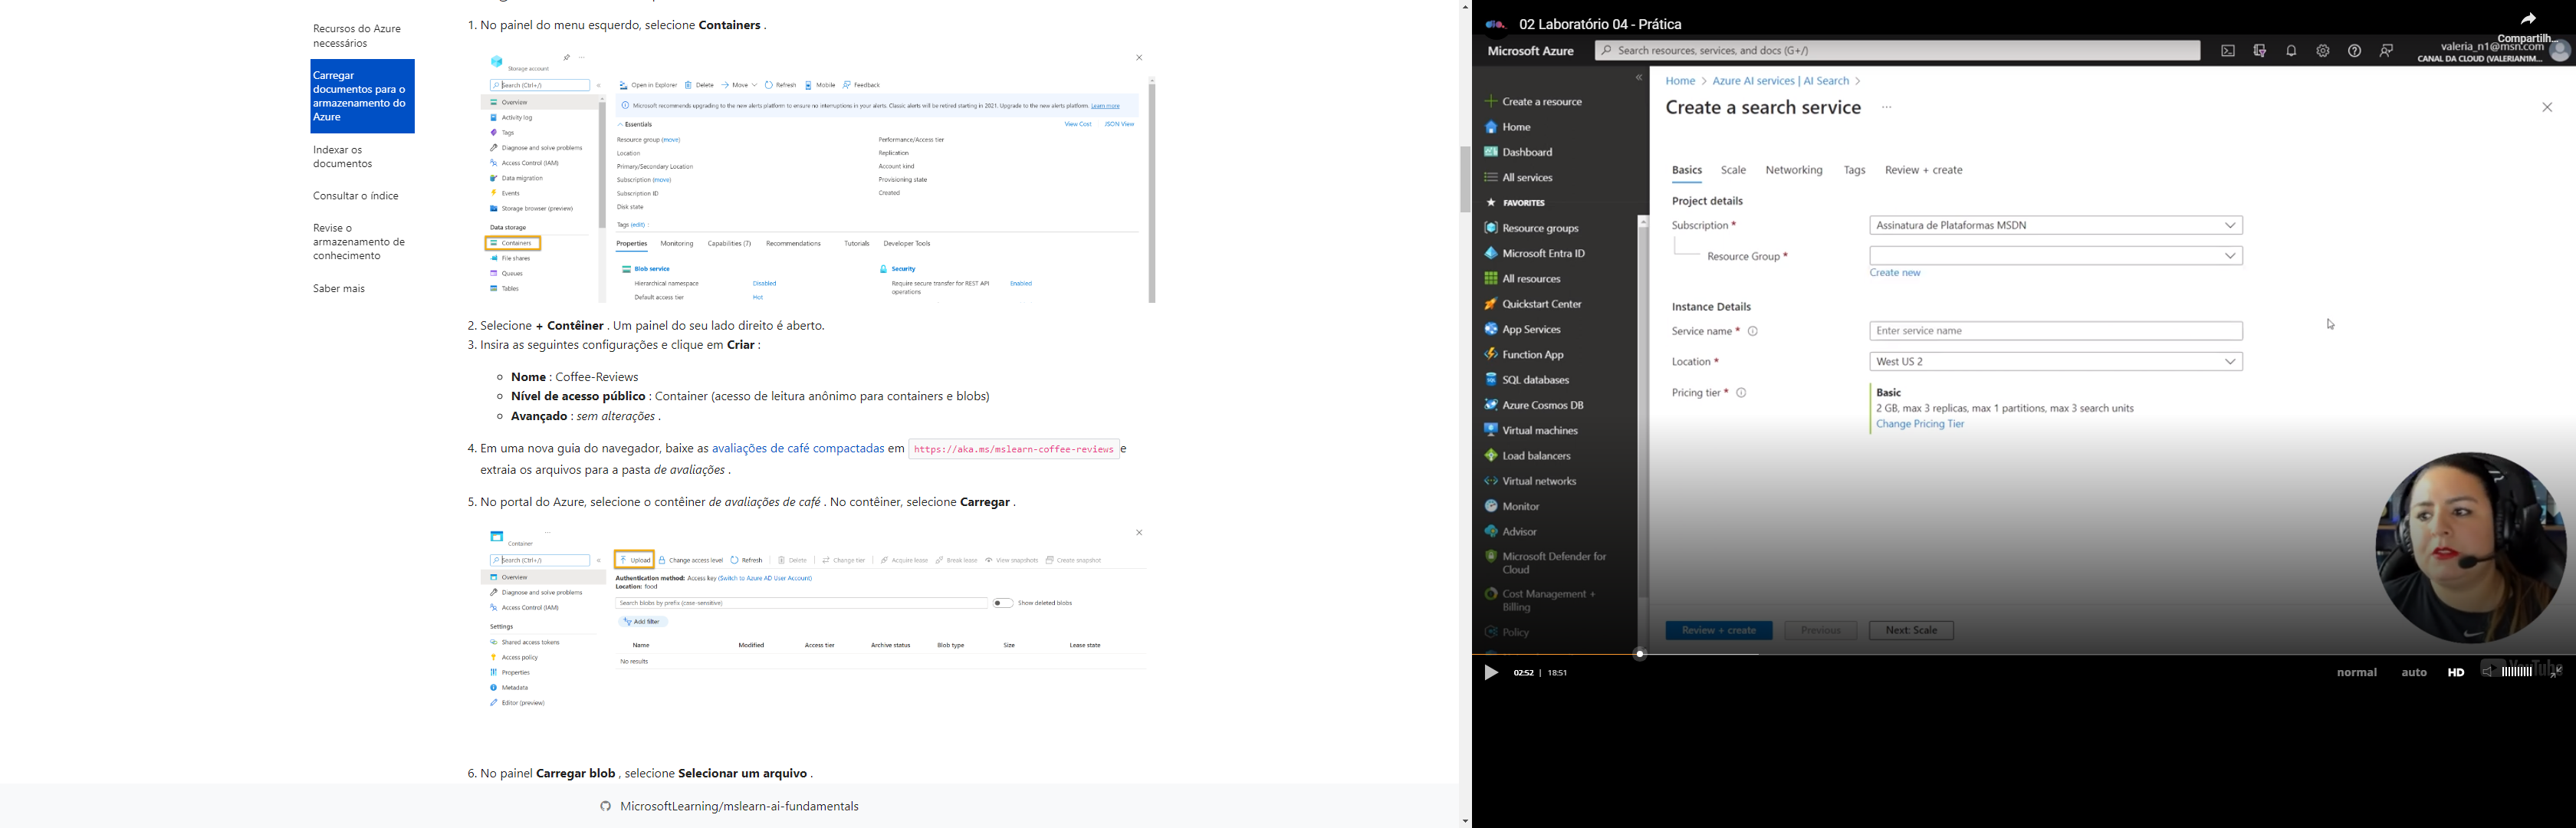 Recursos do Azure
necessários
Carregar
documentos para o
armazenamento do
Azure
Indexar os
documentos
Consultar o índice
Revise o
armazenamento de
conhecimento
Saber mais
1. No painel do menu esquerdo, selecione Containers .
Storage account
Search (Ctrl+/)
Overview
Activity log
Tags
Diagnose and solve problems
Access Control (IAM)
Data migration
Events
Storage browser (preview)
Data storage
Containers
File shares
Queues
Tables
Open in Explorer Delete Move Refresh Mobile Feedback
Microsoft recommends upgrading to the new alerts platform to ensure no interruptions in your alerts. Classic alerts will be retired starting in 2021. Upgrade to the new alerts platform. Learn more
Essentials View Cost JSON View
Resource group (move) Performance/Access tier
Location Replication
Primary/Secondary Location Account kind
Subscription (move) Provisioning state
Subscription ID Created
Disk state
Tags (edit) :
Properties Monitoring Capabilities (7) Recommendations Tutorials Developer Tools
Blob service Security
Hierarchical namespace Disabled Require secure transfer for REST API operations Enabled
Default access tier Hot
2. Selecione + Contêiner . Um painel do seu lado direito é aberto.
3. Insira as seguintes configurações e clique em Criar :
Nome : Coffee-Reviews
Nível de acesso público : Container (acesso de leitura anônimo para containers e blobs)
Avançado : sem alterações .
4. Em uma nova guia do navegador, baixe as avaliações de café compactadas em https://aka.ms/mslearn-coffee-reviews e
extraia os arquivos para a pasta de avaliações .
5. No portal do Azure, selecione o contêiner de avaliações de café . No contêiner, selecione Carregar .
Container
Search (Ctrl+/)
Overview
Diagnose and solve problems
Access Control (IAM)
Settings
Shared access tokens
Access policy
Properties
Metadata
Editor (preview)
Upload Change access level Refresh Delete Change tier Acquire lease Break lease View snapshots Create snapshot
Authentication method: Access key (Switch to Azure AD User Account)
Location: food
Search blobs by prefix (case-sensitive) Show deleted blobs
Add filter
Name Modified Access tier Archive status Blob type Size Lease state
No results
6. No painel Carregar blob , selecione Selecionar um arquivo .
MicrosoftLearning/mslearn-ai-fundamentals
02 Laboratório 04 - Prática
Compartilh...
Microsoft Azure Search resources, services, and docs (G+/) valeria_n1@msn.com
CANAL DA CLOUD (VALERIAN1M...
Create a resource
Home
Dashboard
All services
FAVORITES
Resource groups
Microsoft Entra ID
All resources
Quickstart Center
App Services
Function App
SQL databases
Azure Cosmos DB
Virtual machines
Load balancers
Virtual networks
Monitor
Advisor
Microsoft Defender for
Cloud
Cost Management +
Billing
Policy
Home > Azure AI services | AI Search >
Create a search service ...
Basics Scale Networking Tags Review + create
Project details
Subscription * Assinatura de Plataformas MSDN
Resource Group *
Create new
Instance Details
Service name * Enter service name
Location * West US 2
Pricing tier * Basic
2 GB, max 3 replicas, max 1 partitions, max 3 search units
Change Pricing Tier
Review + create Previous Next: Scale
02:52 | 18:51 normal auto HD
YouTube